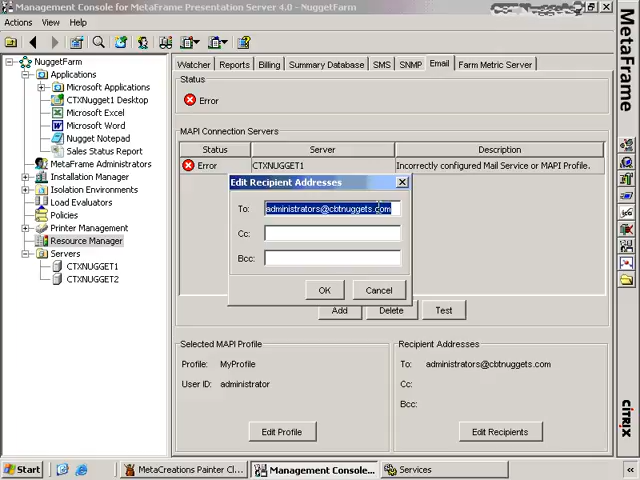 Management Console for MetaFrame Presentation Server 4.0 - NuggetFarm
Actions View Help
NuggetFarm
Applications
Microsoft Applications
CTXNugget1 Desktop
Microsoft Excel
Microsoft Word
Nugget Notepad
Sales Status Report
MetaFrame Administrators
Installation Manager
Isolation Environments
Load Evaluators
Policies
Printer Management
Resource Manager
Servers
CTXNUGGET1
CTXNUGGET2
Watcher Reports Billing Summary Database SMS SNMP Email Farm Metric Server
Status
Error
MAPI Connection Servers
Status Server Description
Error CTXNUGGET1 Incorrectly configured Mail Service or MAPI Profile.
Edit Recipient Addresses
To: administrators@cbtnuggets.com
Cc:
Bcc:
OK Cancel
Add Delete Test
Selected MAPI Profile
Profile: MyProfile
User ID: administrator
Edit Profile
Recipient Addresses
To: administrators@cbtnuggets.com
Cc:
Bcc:
Edit Recipients
MetaFrame
CITRIX
Start MetaCreations Painter Cl... Management Console... Services